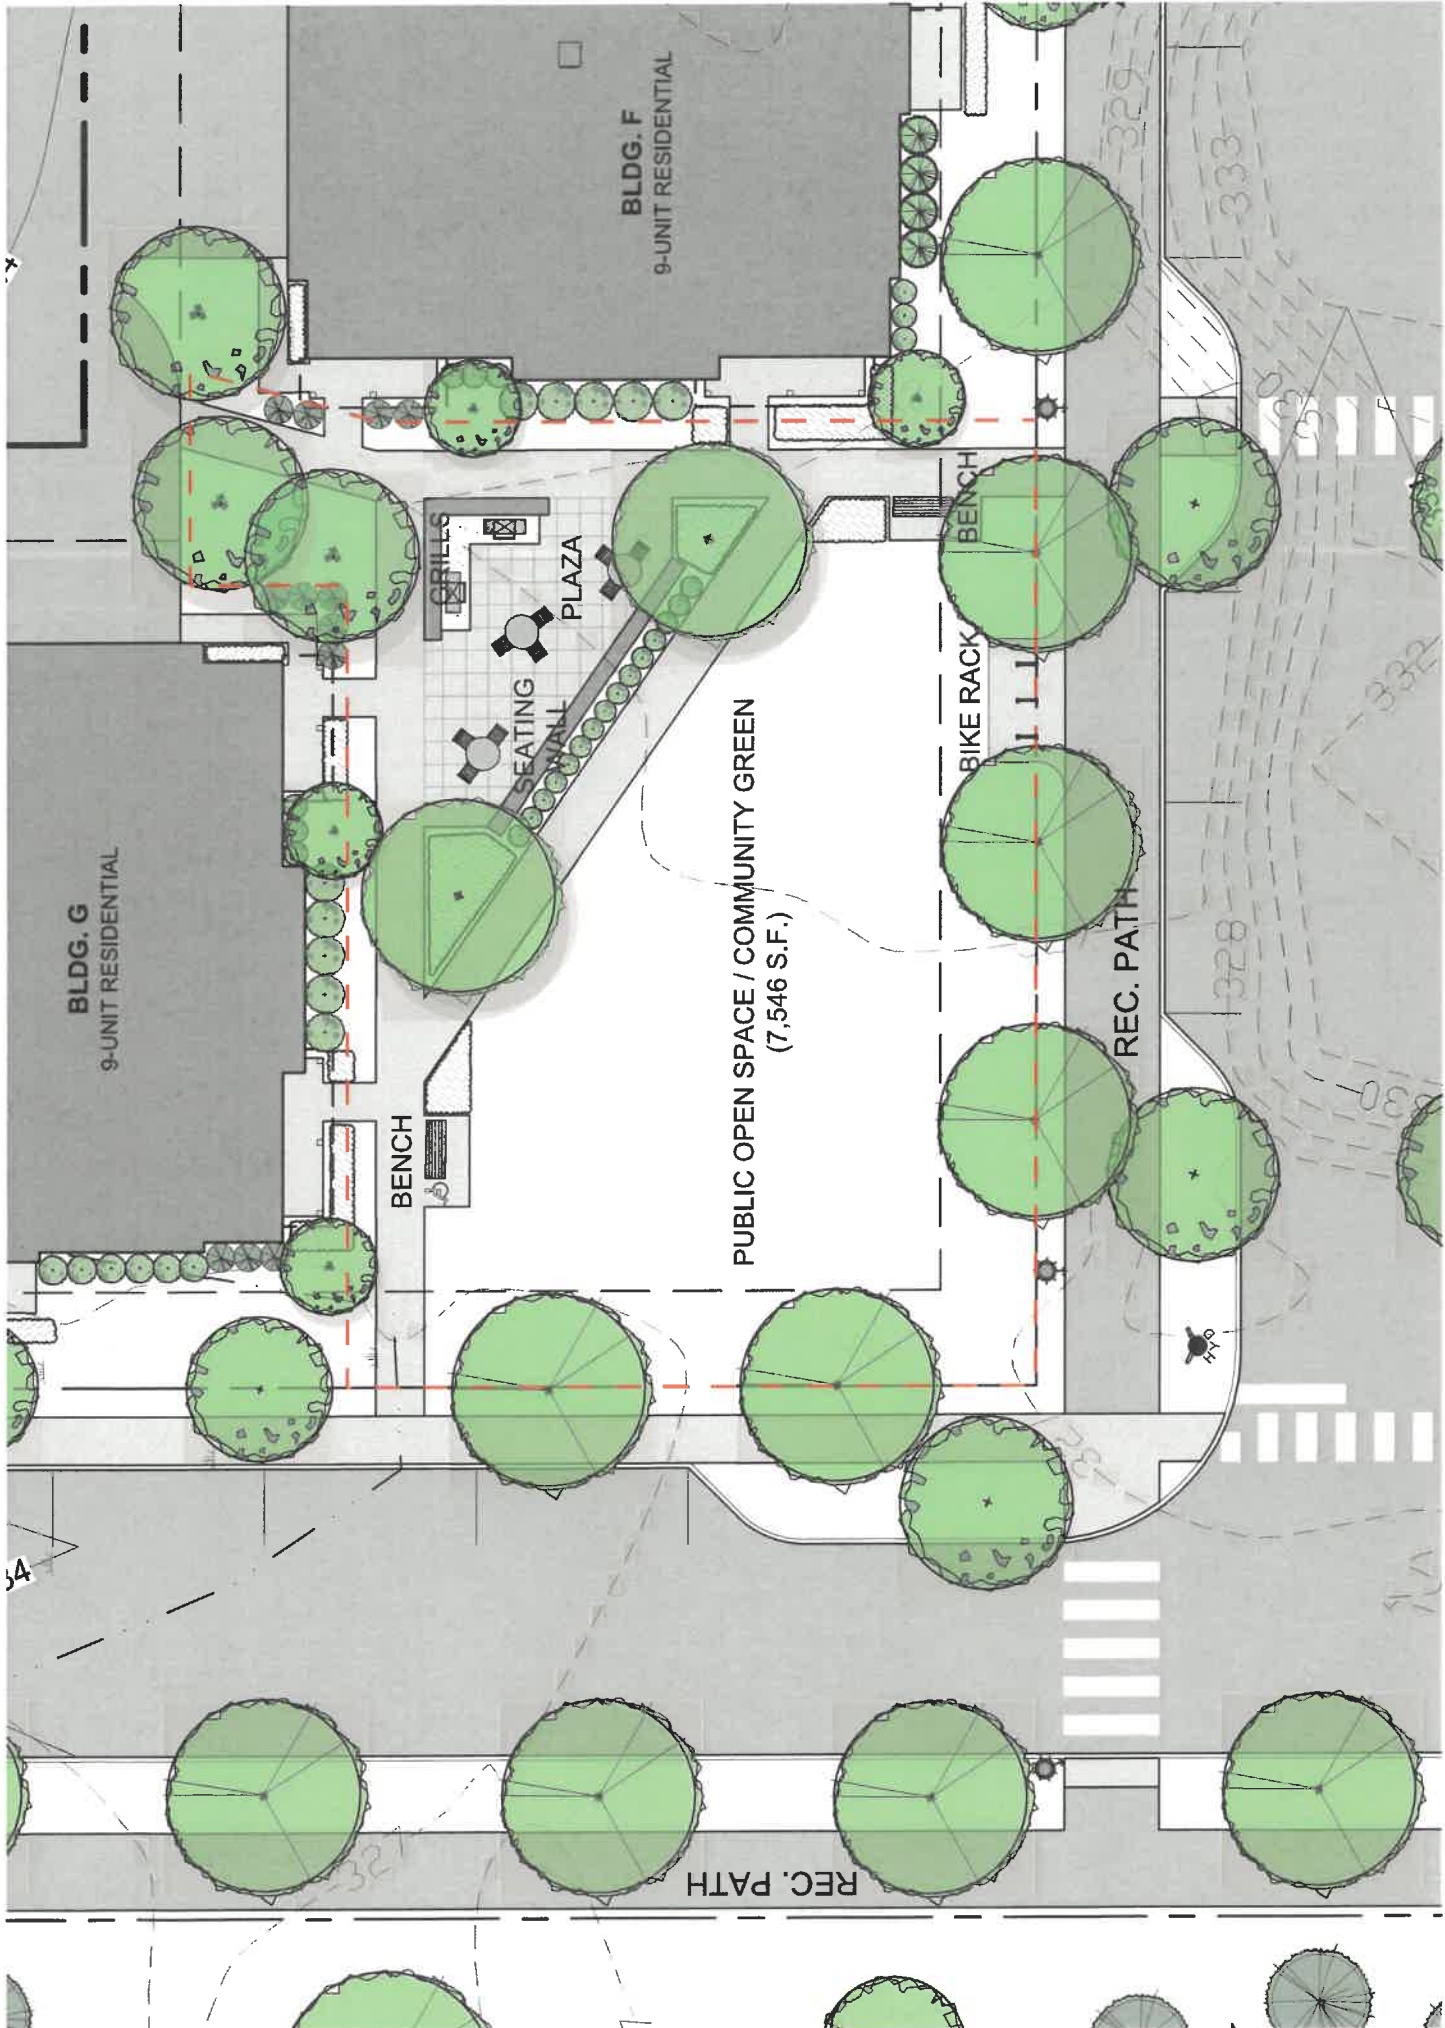 BLDG. F
9-UNIT RESIDENTIAL
329
333
GRILLS
PLAZA
BENCH
SEATING
WALL
BIKE RACK
BLDG. G
9-UNIT RESIDENTIAL
PUBLIC OPEN SPACE / COMMUNITY GREEN
(7,546 S.F.)
332
REC. PATH
328
330
BENCH
HYD
327
REC. PATH